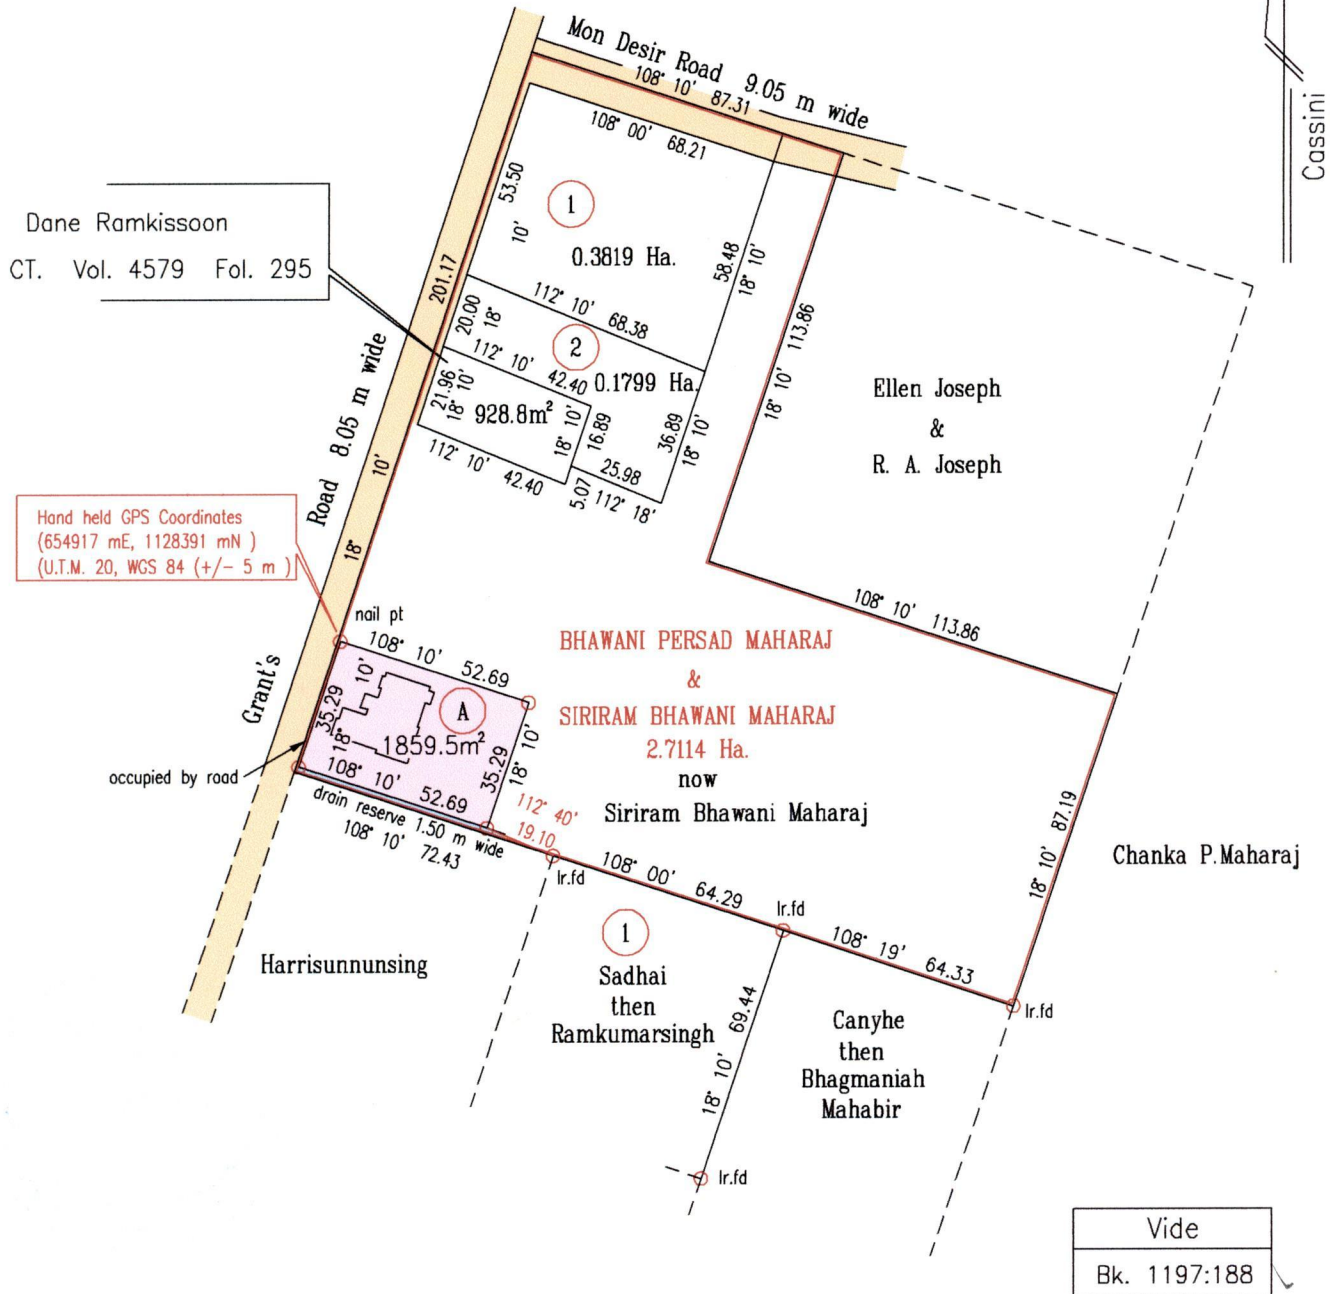 Cassini
Mon Desir Road 9.05 m wide
108° 10' 87.31
108° 00' 68.21
53.50
10'
1
0.3819 Ha.
58.48
18° 10'
Dane Ramkissoon
CT. Vol. 4579 Fol. 295
201.17
112° 10' 68.38
20.00
18°
2
112° 10' 42.40
0.1799 Ha.
21.96
18° 10'
928.8m²
18° 10'
16.89
36.89
18° 10'
112° 10' 42.40
25.98
5.07
112° 18'
18° 10' 113.86
Ellen Joseph
&
R. A. Joseph
Grant's Road 8.05 m wide
18° 10'
Hand held GPS Coordinates
(654917 mE, 1128391 mN )
(U.T.M. 20, WGS 84 (+/- 5 m )
nail pt
108° 10' 52.69
108° 10' 113.86
BHAWANI PERSAD MAHARAJ
&
SIRIRAM BHAWANI MAHARAJ
2.7114 Ha.
now
Siriram Bhawani Maharaj
A
35.29
18° 10'
1859.5m²
35.29
18° 10'
occupied by road
108° 10' 52.69
drain reserve 1.50 m wide
108° 10' 72.43
112° 40'
19.10
Ir.fd
108° 00' 64.29
Ir.fd
108° 19' 64.33
Ir.fd
18° 10' 87.19
Chanka P.Maharaj
Harrisunnunsing
1
Sadhai
then
Ramkumarsingh
18° 10' 69.44
Canyhe
then
Bhagmaniah
Mahabir
Ir.fd
Vide
Bk. 1197:188